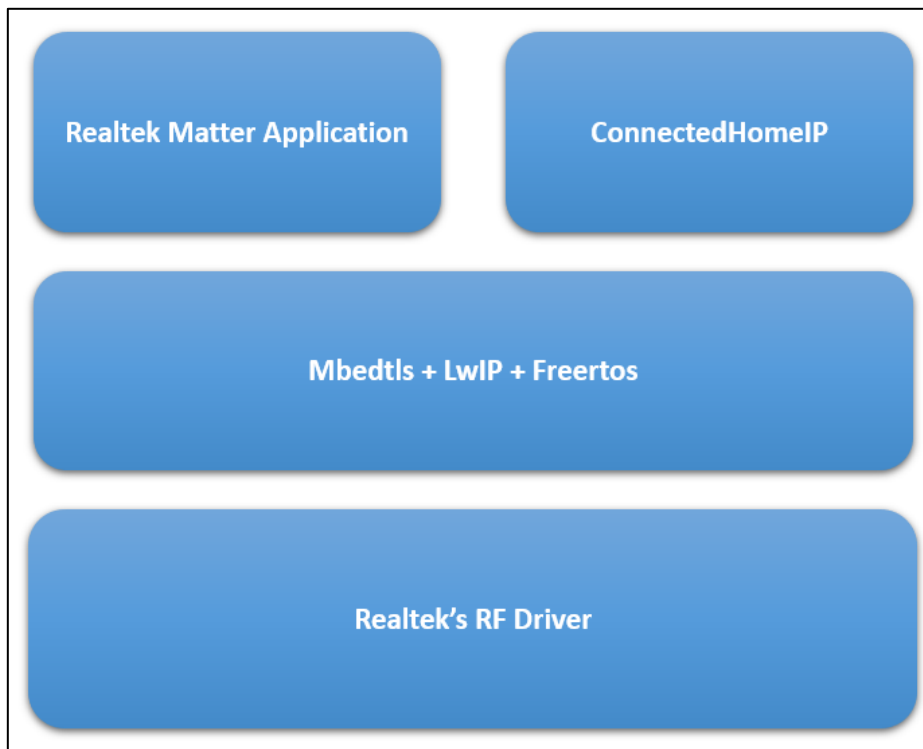 Realtek Matter Application
ConnectedHomeIP
Mbedtls + LwIP + Freertos
Realtek’s RF Driver